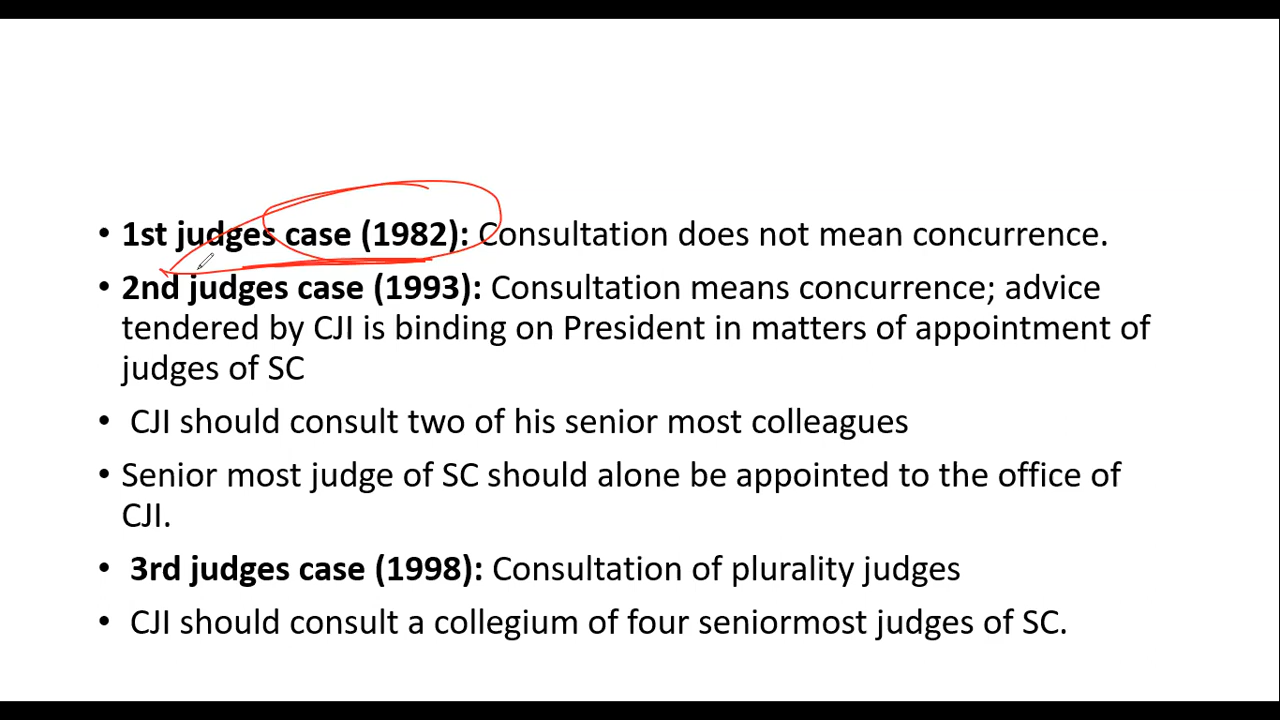 • 1st judges case (1982): Consultation does not mean concurrence.
• 2nd judges case (1993): Consultation means concurrence; advice
tendered by CJI is binding on President in matters of appointment of
judges of SC
• CJI should consult two of his senior most colleagues
• Senior most judge of SC should alone be appointed to the office of
CJI.
• 3rd judges case (1998): Consultation of plurality judges
• CJI should consult a collegium of four seniormost judges of SC.